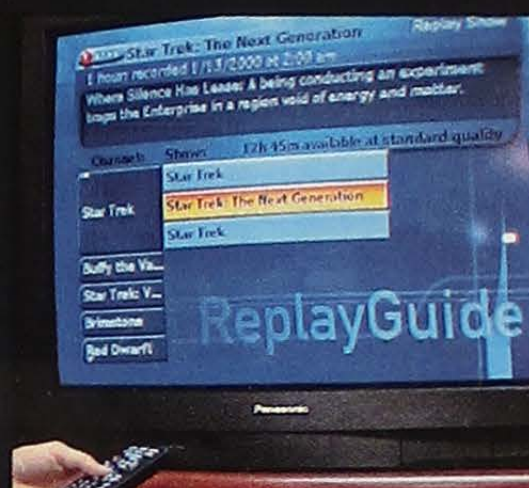 Star Trek: The Next Generation
Replay Show
1 hour recorded 1/13/2000 at 2:00 am
Where Silence Has Lease: A being conducting an experiment
traps the Enterprise in a region void of energy and matter.
Channels Shows 12h 45m available at standard quality
Star Trek
Star Trek
Star Trek: The Next Generation
Star Trek
Buffy the Va...
Star Trek: V...
Brimstone
Red Dwarf
ReplayGuide
Panasonic